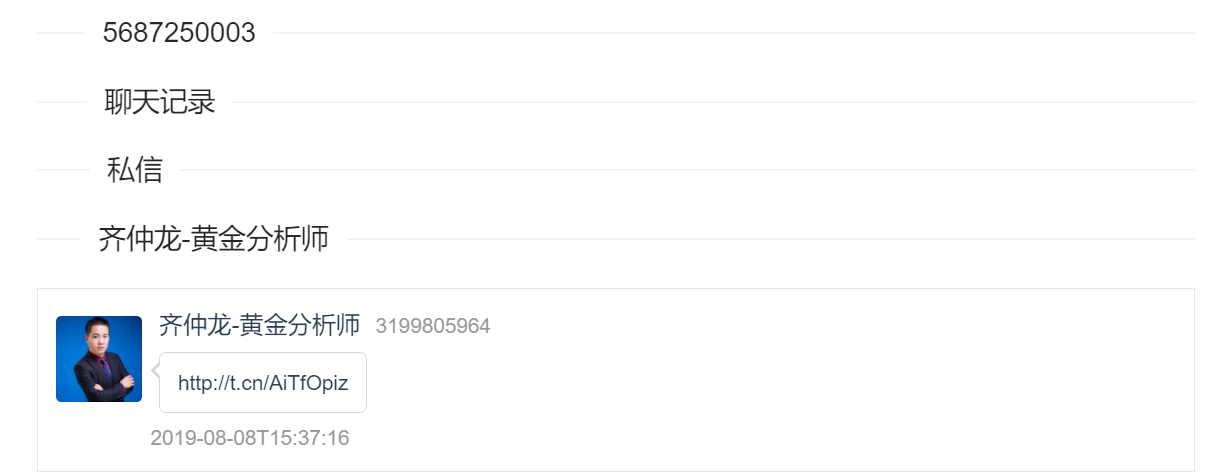 5687250003
聊天记录
私信
齐仲龙-黄金分析师
齐仲龙-黄金分析师 3199805964
http://t.cn/AiTfOpiz
2019-08-08T15:37:16